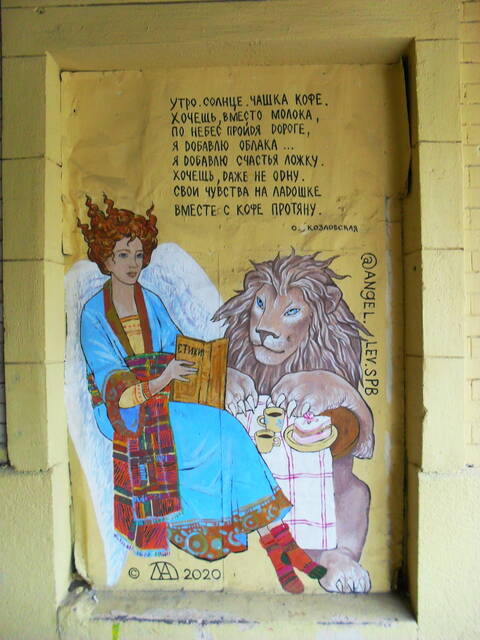 УТРО. СОЛНЦЕ. ЧАШКА КОФЕ.
ХОЧЕШЬ, ВМЕСТО МОЛОКА,
ПО НЕБЕС ПРОЙДЯ ДОРОГЕ,
Я ДОБАВЛЮ ОБЛАКА...
Я ДОБАВЛЮ СЧАСТЬЯ ЛОЖКУ.
ХОЧЕШЬ, ДАЖЕ НЕ ОДНУ.
СВОИ ЧУВСТВА НА ЛАДОШКЕ
ВМЕСТЕ С КОФЕ ПРОТЯНУ.
О. КОЗЛОВСКАЯ
@ANGEL_LEV.SPB
СТИХИ
© 2020